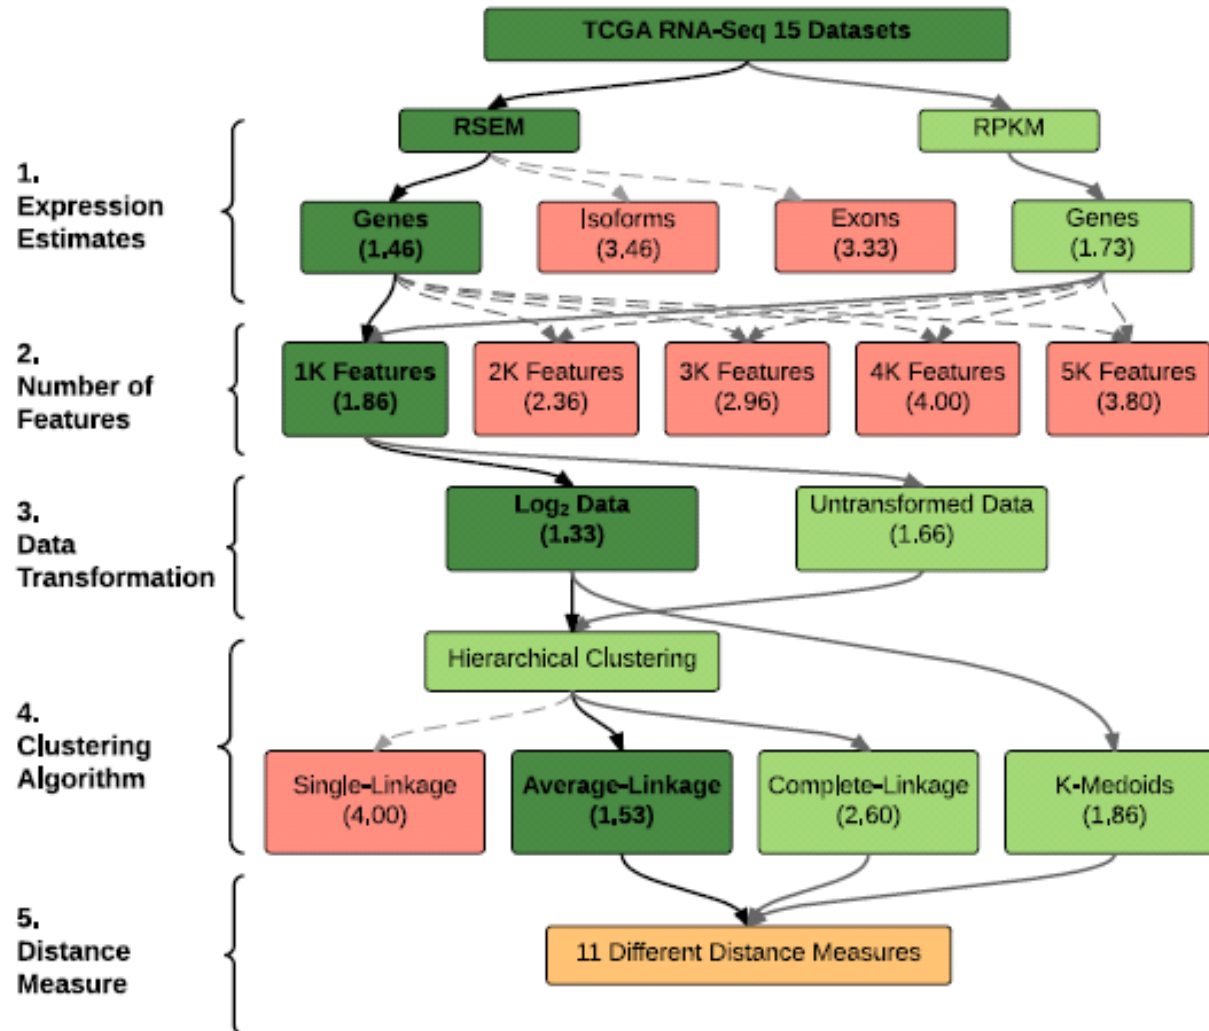 TCGA RNA-Seq 15 Datasets
RSEM
RPKM
1.
Expression
Estimates
Genes
(1.46)
Isoforms
(3.46)
Exons
(3.33)
Genes
(1.73)
2.
Number of
Features
1K Features
(1.86)
2K Features
(2.36)
3K Features
(2.96)
4K Features
(4.00)
5K Features
(3.80)
3.
Data
Transformation
Log₂ Data
(1.33)
Untransformed Data
(1.66)
Hierarchical Clustering
4.
Clustering
Algorithm
Single-Linkage
(4.00)
Average-Linkage
(1.53)
Complete-Linkage
(2.60)
K-Medoids
(1.86)
5.
Distance
Measure
11 Different Distance Measures